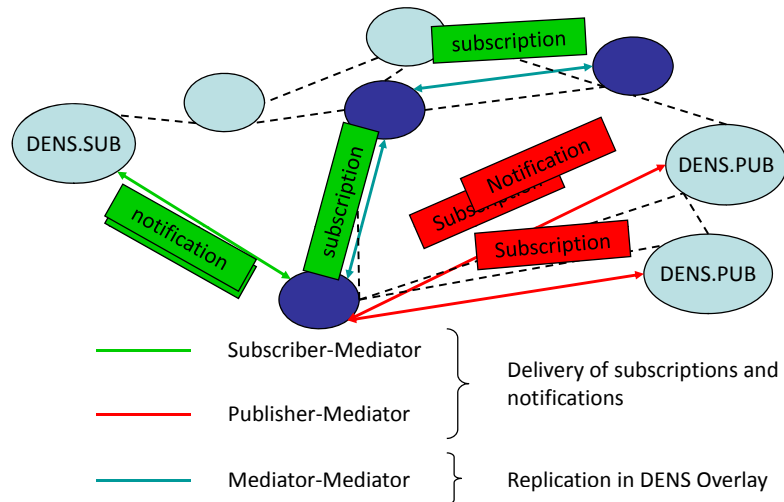 subscription
DENS.SUB
subscription
Notification
Subscription
DENS.PUB
notification
Subscription
DENS.PUB
Subscriber-Mediator
Delivery of subscriptions and
notifications
Publisher-Mediator
Mediator-Mediator
Replication in DENS Overlay